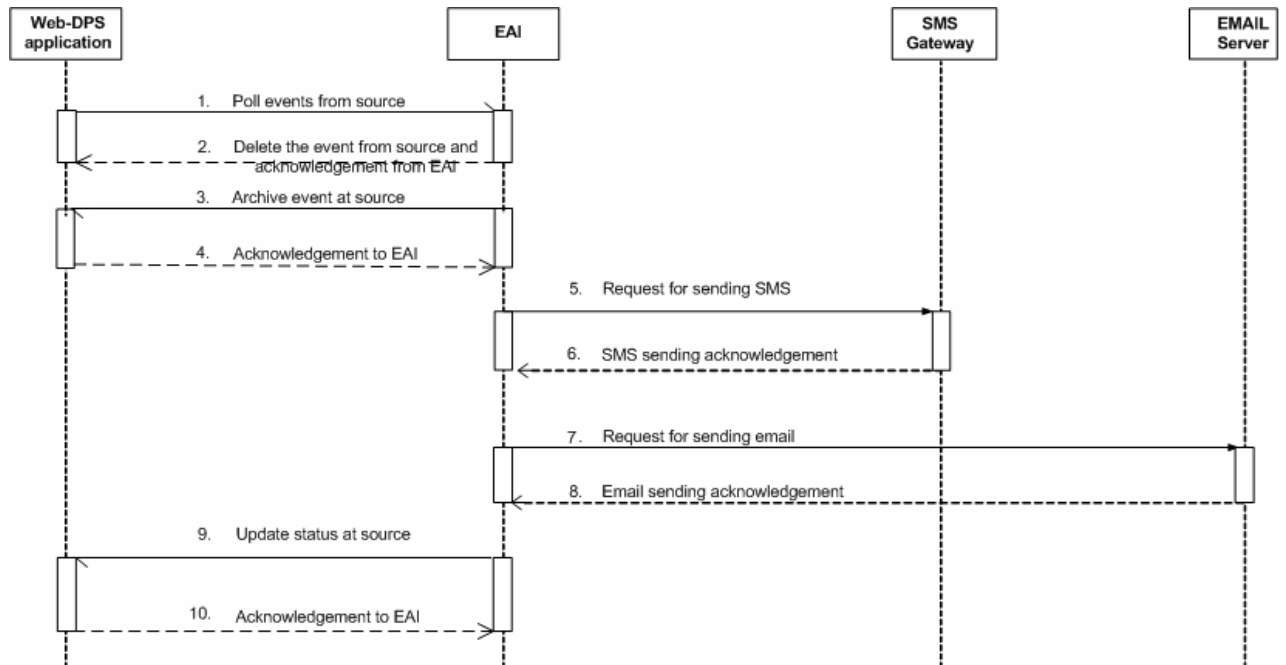 Web-DPS
application
EAI
SMS
Gateway
EMAIL
Server
1. Poll events from source
2. Delete the event from source and
acknowledgement from EAI
3. Archive event at source
4. Acknowledgement to EAI
5. Request for sending SMS
6. SMS sending acknowledgement
7. Request for sending email
8. Email sending acknowledgement
9. Update status at source
10. Acknowledgement to EAI